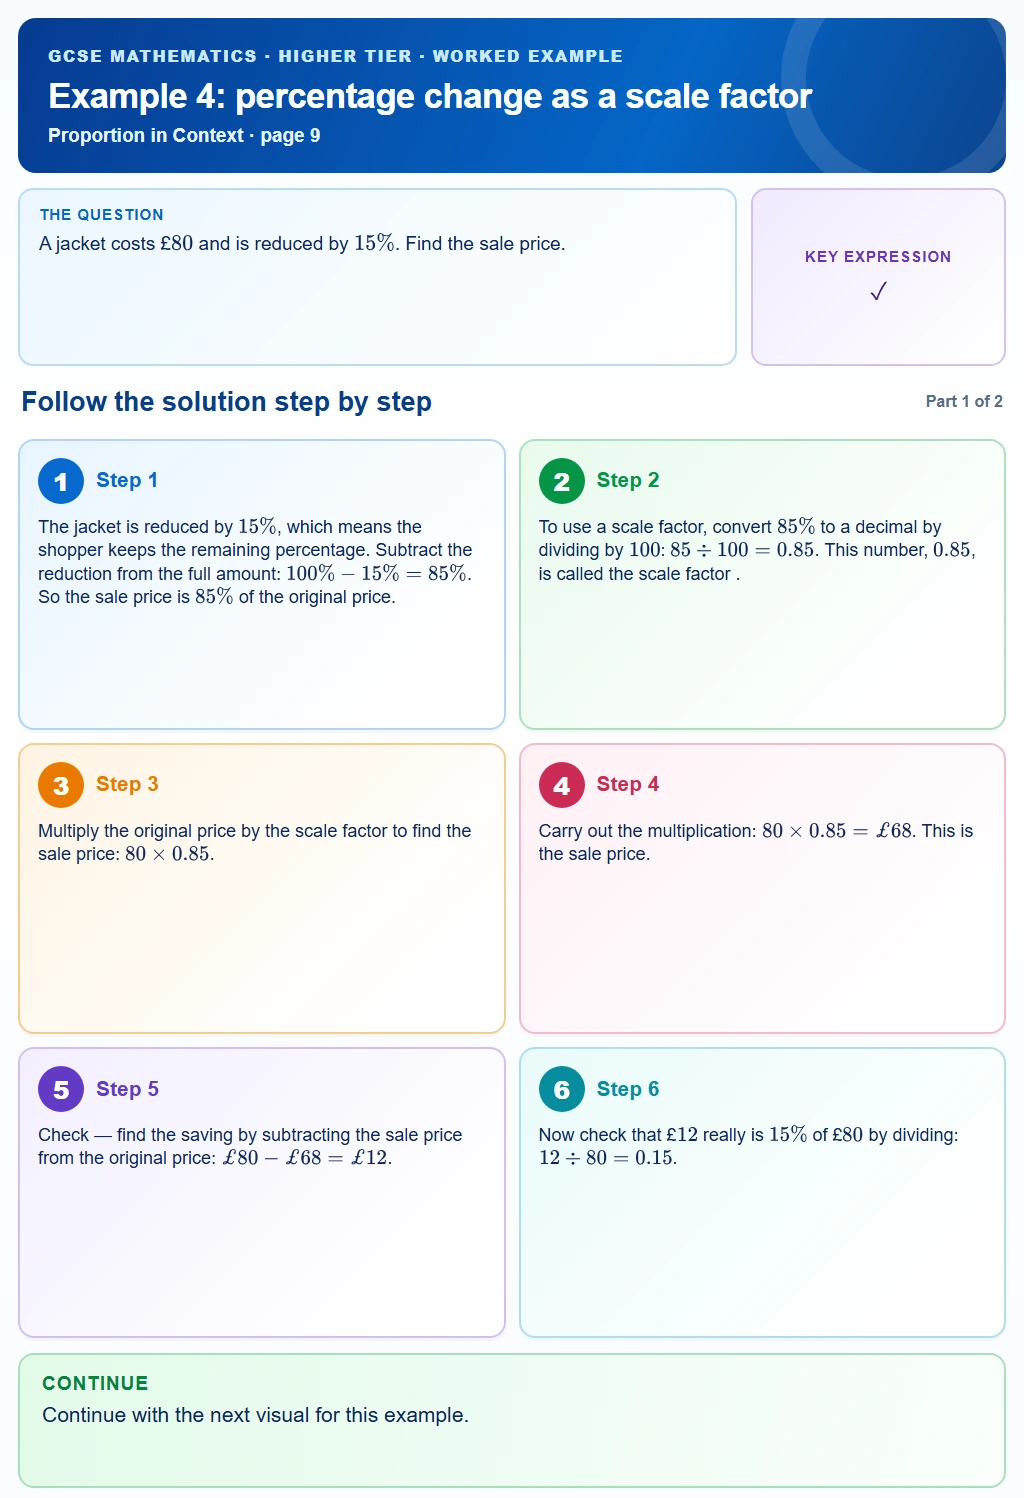 GCSE MATHEMATICS · HIGHER TIER · WORKED EXAMPLE
Example 4: percentage change as a scale factor
Proportion in Context · page 9
THE QUESTION
A jacket costs £80 and is reduced by 15%. Find the sale price.
KEY EXPRESSION
✓
Follow the solution step by step
Part 1 of 2
1 Step 1
The jacket is reduced by 15%, which means the
shopper keeps the remaining percentage. Subtract the
reduction from the full amount: 100% − 15% = 85%.
So the sale price is 85% of the original price.
2 Step 2
To use a scale factor, convert 85% to a decimal by
dividing by 100: 85 ÷ 100 = 0.85. This number, 0.85,
is called the scale factor .
3 Step 3
Multiply the original price by the scale factor to find the
sale price: 80 × 0.85.
4 Step 4
Carry out the multiplication: 80 × 0.85 = £68. This is
the sale price.
5 Step 5
Check — find the saving by subtracting the sale price
from the original price: £80 − £68 = £12.
6 Step 6
Now check that £12 really is 15% of £80 by dividing:
12 ÷ 80 = 0.15.
CONTINUE
Continue with the next visual for this example.